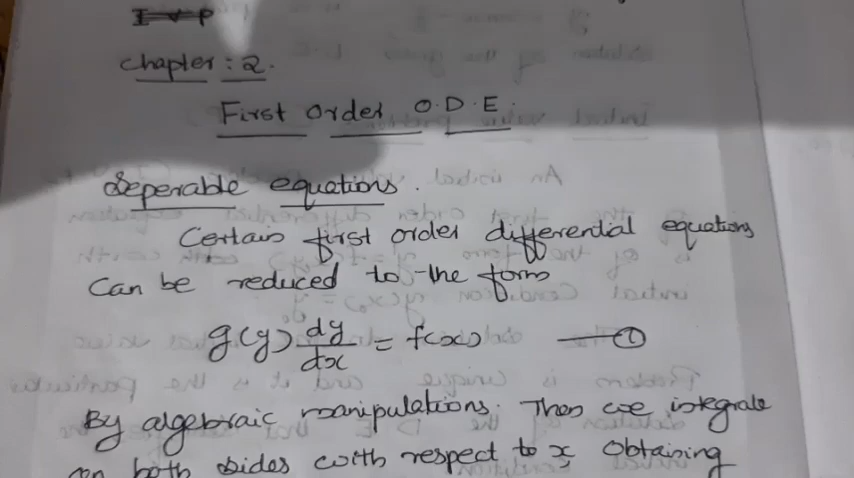 I V P
Chapter : 2.
First Order O.D.E.
Seperable equations.
Certain first order differential equations
Can be reduced to the form
g(y) dy/dx = f(x) — ①
By algebraic manipulations. Then we integrate
on both sides with respect to x, Obtaining